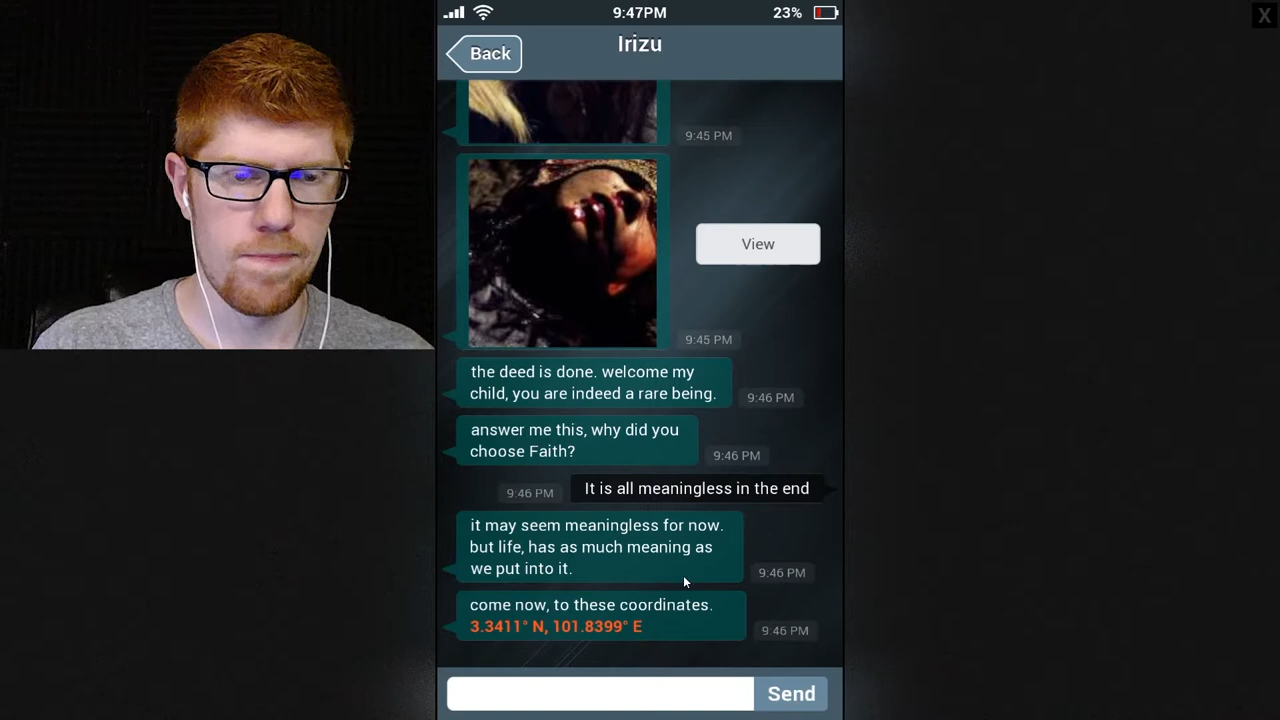 9:47PM
23%
X
Back
Irizu
9:45 PM
View
9:45 PM
the deed is done. welcome my
child, you are indeed a rare being.
9:46 PM
answer me this, why did you
choose Faith?
9:46 PM
9:46 PM
It is all meaningless in the end
it may seem meaningless for now.
but life, has as much meaning as
we put into it.
9:46 PM
come now, to these coordinates.
3.3411° N, 101.8399° E
9:46 PM
Send